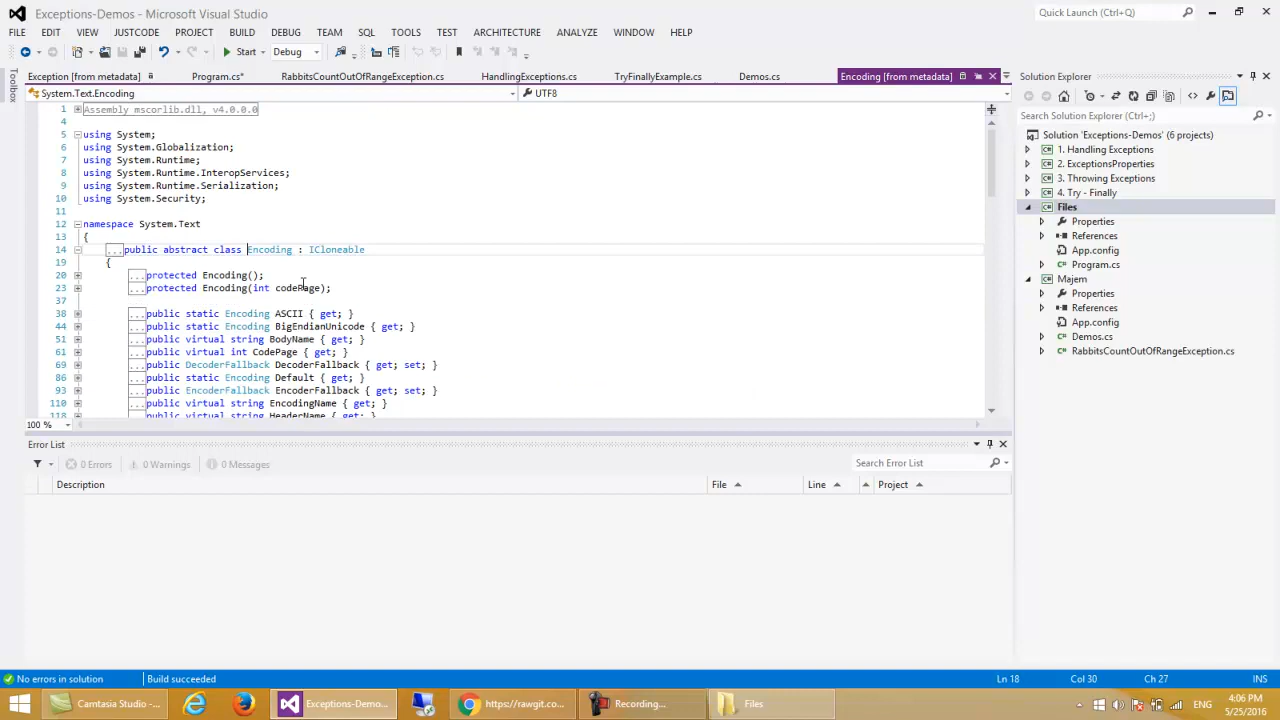 Exceptions-Demos - Microsoft Visual Studio
Quick Launch (Ctrl+Q)
FILE EDIT VIEW JUSTCODE PROJECT BUILD DEBUG TEAM SQL TOOLS TEST ARCHITECTURE ANALYZE WINDOW HELP
Start Debug
Toolbox
Exception [from metadata] Program.cs* RabbitsCountOutOfRangeException.cs HandlingExceptions.cs TryFinallyExample.cs Demos.cs Encoding [from metadata]
System.Text.Encoding UTF8
1 Assembly mscorlib.dll, v4.0.0.0
4
5 using System;
6 using System.Globalization;
7 using System.Runtime;
8 using System.Runtime.InteropServices;
9 using System.Runtime.Serialization;
10 using System.Security;
11
12 namespace System.Text
13 {
14 ...public abstract class Encoding : ICloneable
19 {
20 ...protected Encoding();
23 ...protected Encoding(int codePage);
37
38 ...public static Encoding ASCII { get; }
44 ...public static Encoding BigEndianUnicode { get; }
51 ...public virtual string BodyName { get; }
61 ...public virtual int CodePage { get; }
69 ...public DecoderFallback DecoderFallback { get; set; }
86 ...public static Encoding Default { get; }
93 ...public EncoderFallback EncoderFallback { get; set; }
110 ...public virtual string EncodingName { get; }
118 ...public virtual string HeaderName { get; }
100 %
Solution Explorer
Search Solution Explorer (Ctrl+;)
Solution 'Exceptions-Demos' (6 projects)
1. Handling Exceptions
2. ExceptionsProperties
3. Throwing Exceptions
4. Try - Finally
Files
Properties
References
App.config
Program.cs
Majem
Properties
References
App.config
Demos.cs
RabbitsCountOutOfRangeException.cs
Error List
0 Errors 0 Warnings 0 Messages Search Error List
Description File Line Project
No errors in solution Build succeeded Ln 18 Col 30 Ch 27 INS
Camtasia Studio -... Exceptions-Demo... https://rawgit.co... Recording... Files ENG 4:06 PM
5/25/2016